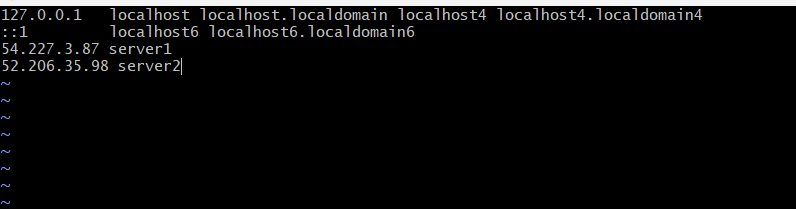 127.0.0.1   localhost localhost.localdomain localhost4 localhost4.localdomain4
::1         localhost6 localhost6.localdomain6
54.227.3.87 server1
52.206.35.98 server2
~
~
~
~
~
~
~
~